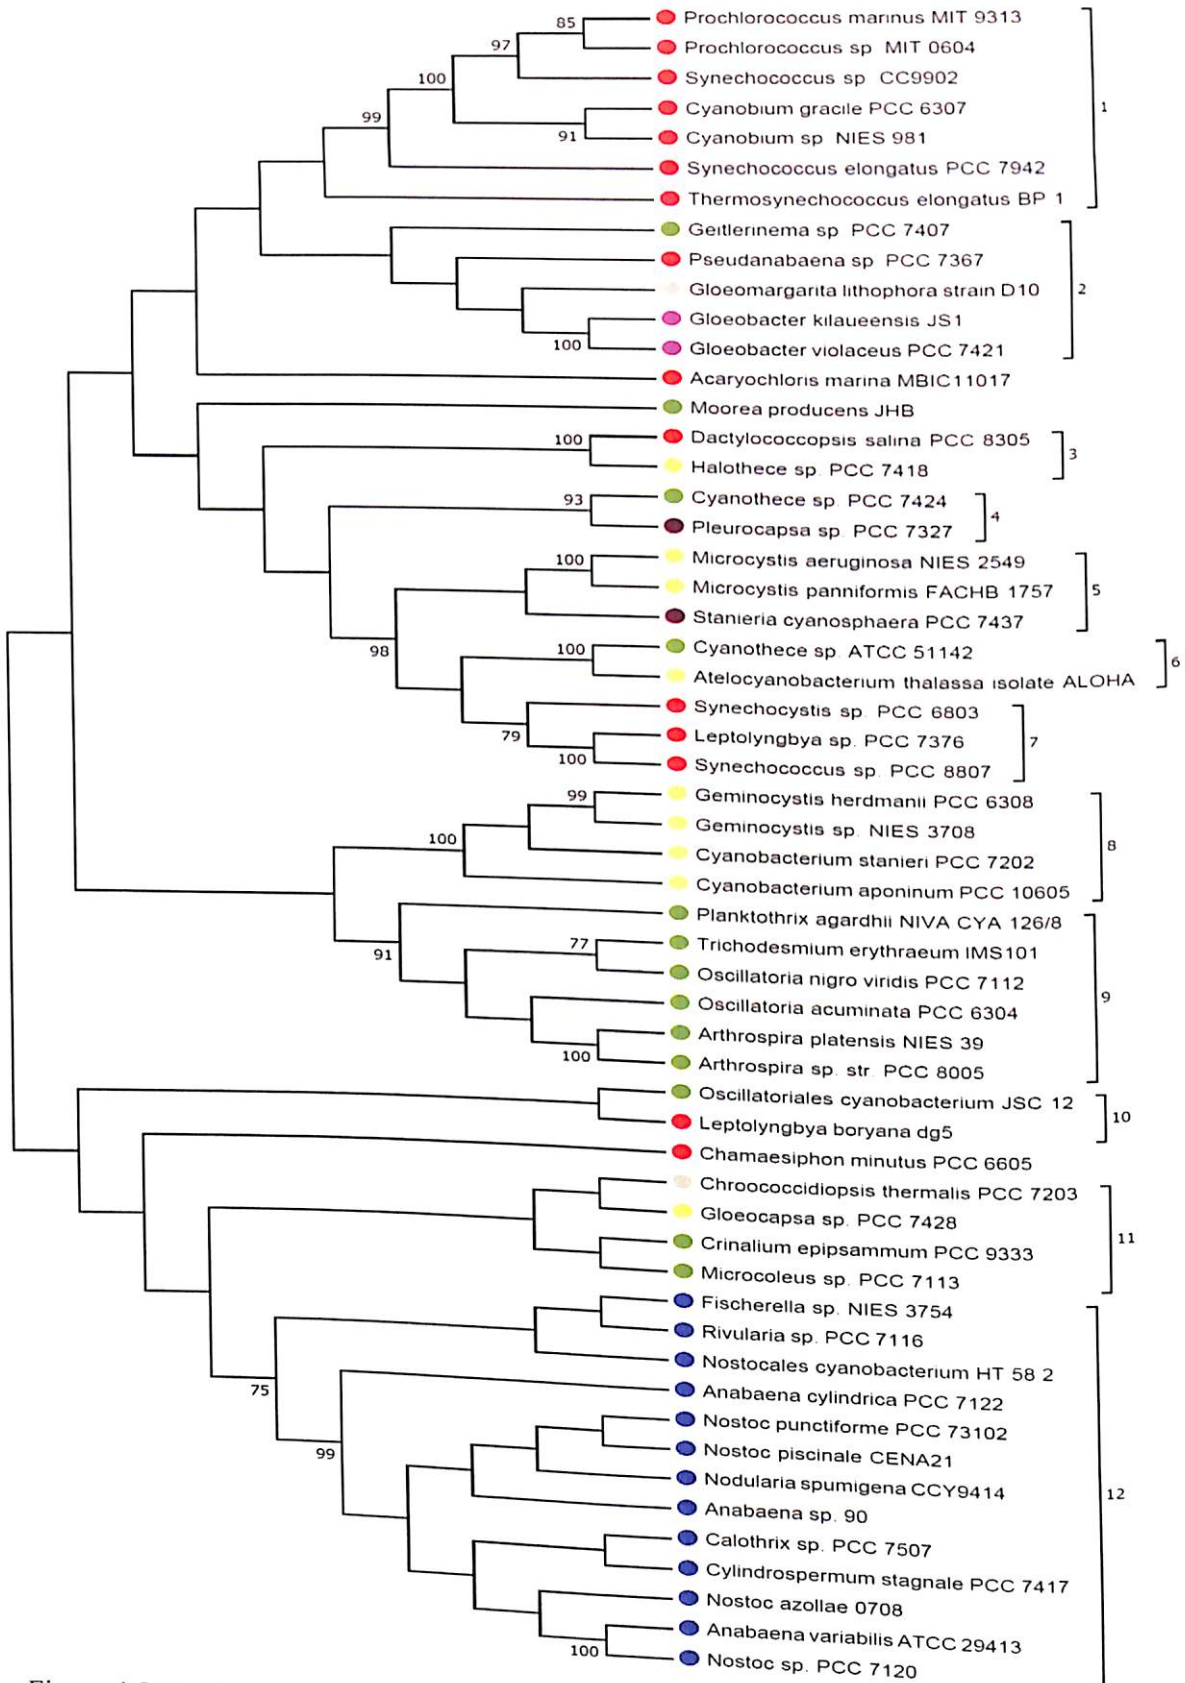 85
Prochlorococcus marinus MIT 9313
97
Prochlorococcus sp MIT 0604
100
Synechococcus sp CC9902
99
Cyanobium gracile PCC 6307
1
91
Cyanobium sp NIES 981
Synechococcus elongatus PCC 7942
Thermosynechococcus elongatus BP 1
Geitlerinema sp PCC 7407
Pseudanabaena sp PCC 7367
Gloeomargarita lithophora strain D10
2
Gloeobacter kilaueensis JS1
100
Gloeobacter violaceus PCC 7421
Acaryochloris marina MBIC11017
Moorea producens JHB
100
Dactylococcopsis salina PCC 8305
3
Halothece sp. PCC 7418
93
Cyanothece sp. PCC 7424
4
Pleurocapsa sp. PCC 7327
100
Microcystis aeruginosa NIES 2549
Microcystis panniformis FACHB 1757
5
Stanieria cyanosphaera PCC 7437
98
100
Cyanothece sp. ATCC 51142
6
Atelocyanobacterium thalassa isolate ALOHA
Synechocystis sp. PCC 6803
79
Leptolyngbya sp. PCC 7376
7
100
Synechococcus sp. PCC 8807
99
Geminocystis herdmanii PCC 6308
Geminocystis sp. NIES 3708
100
8
Cyanobacterium stanieri PCC 7202
Cyanobacterium aponinum PCC 10605
Planktothrix agardhii NIVA CYA 126/8
91
77
Trichodesmium erythraeum IMS101
Oscillatoria nigro viridis PCC 7112
9
Oscillatoria acuminata PCC 6304
Arthrospira platensis NIES 39
100
Arthrospira sp. str. PCC 8005
Oscillatoriales cyanobacterium JSC 12
10
Leptolyngbya boryana dg5
Chamaesiphon minutus PCC 6605
Chroococcidiopsis thermalis PCC 7203
Gloeocapsa sp. PCC 7428
11
Crinalium epipsammum PCC 9333
Microcoleus sp. PCC 7113
Fischerella sp. NIES 3754
Rivularia sp. PCC 7116
Nostocales cyanobacterium HT 58 2
75
Anabaena cylindrica PCC 7122
Nostoc punctiforme PCC 73102
99
Nostoc piscinale CENA21
Nodularia spumigena CCY9414
12
Anabaena sp. 90
Calothrix sp. PCC 7507
Cylindrospermum stagnale PCC 7417
Nostoc azollae 0708
Anabaena variabilis ATCC 29413
100
Nostoc sp. PCC 7120